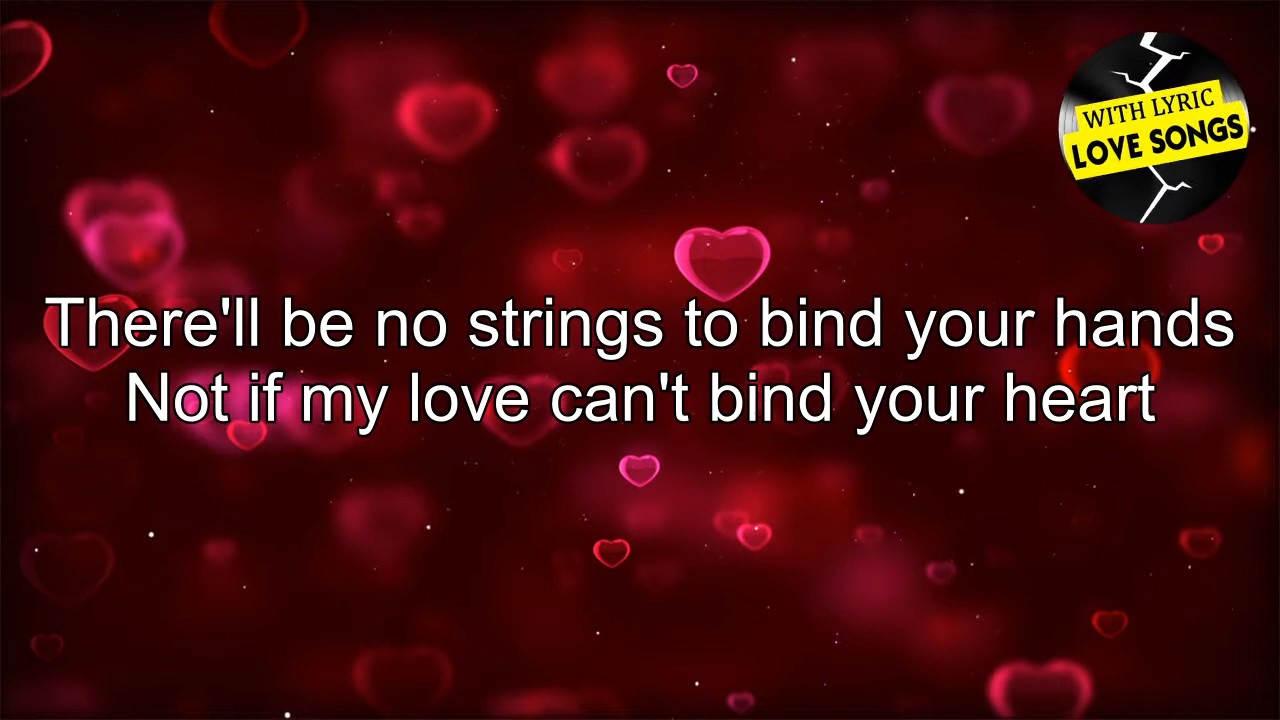 WITH LYRIC
LOVE SONGS
There'll be no strings to bind your hands
Not if my love can't bind your heart